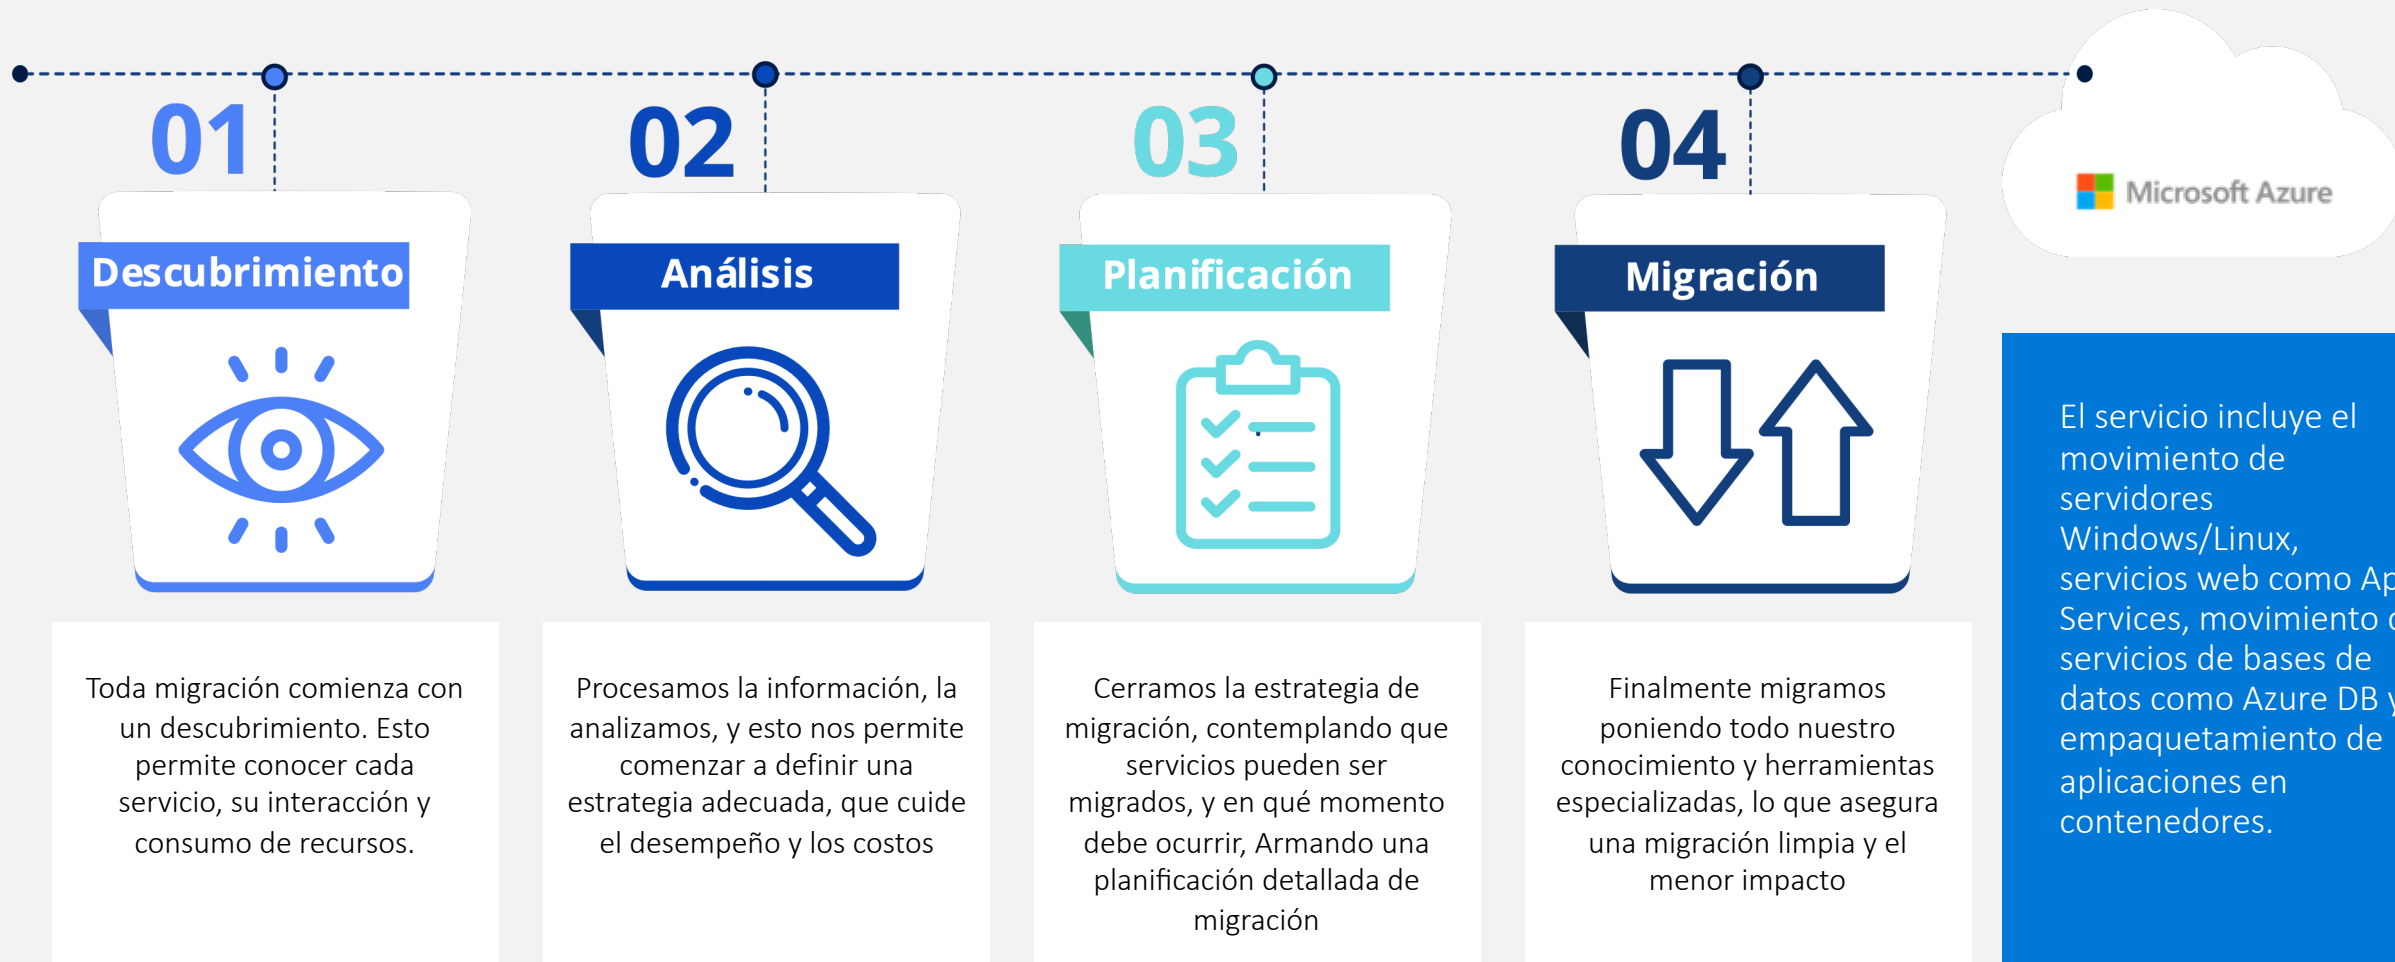 01
Descubrimiento
Toda migración comienza con
un descubrimiento. Esto
permite conocer cada
servicio, su interacción y
consumo de recursos.
02
Análisis
Procesamos la información, la
analizamos, y esto nos permite
comenzar a definir una
estrategia adecuada, que cuide
el desempeño y los costos
03
Planificación
Cerramos la estrategia de
migración, contemplando que
servicios pueden ser
migrados, y en qué momento
debe ocurrir, Armando una
planificación detallada de
migración
04
Migración
Finalmente migramos
poniendo todo nuestro
conocimiento y herramientas
especializadas, lo que asegura
una migración limpia y el
menor impacto
Microsoft Azure
El servicio incluye el
movimiento de
servidores
Windows/Linux,
servicios web como
Services, movimiento
servicios de bases de
datos como Azure DB y
empaquetamiento de
aplicaciones en
contenedores.